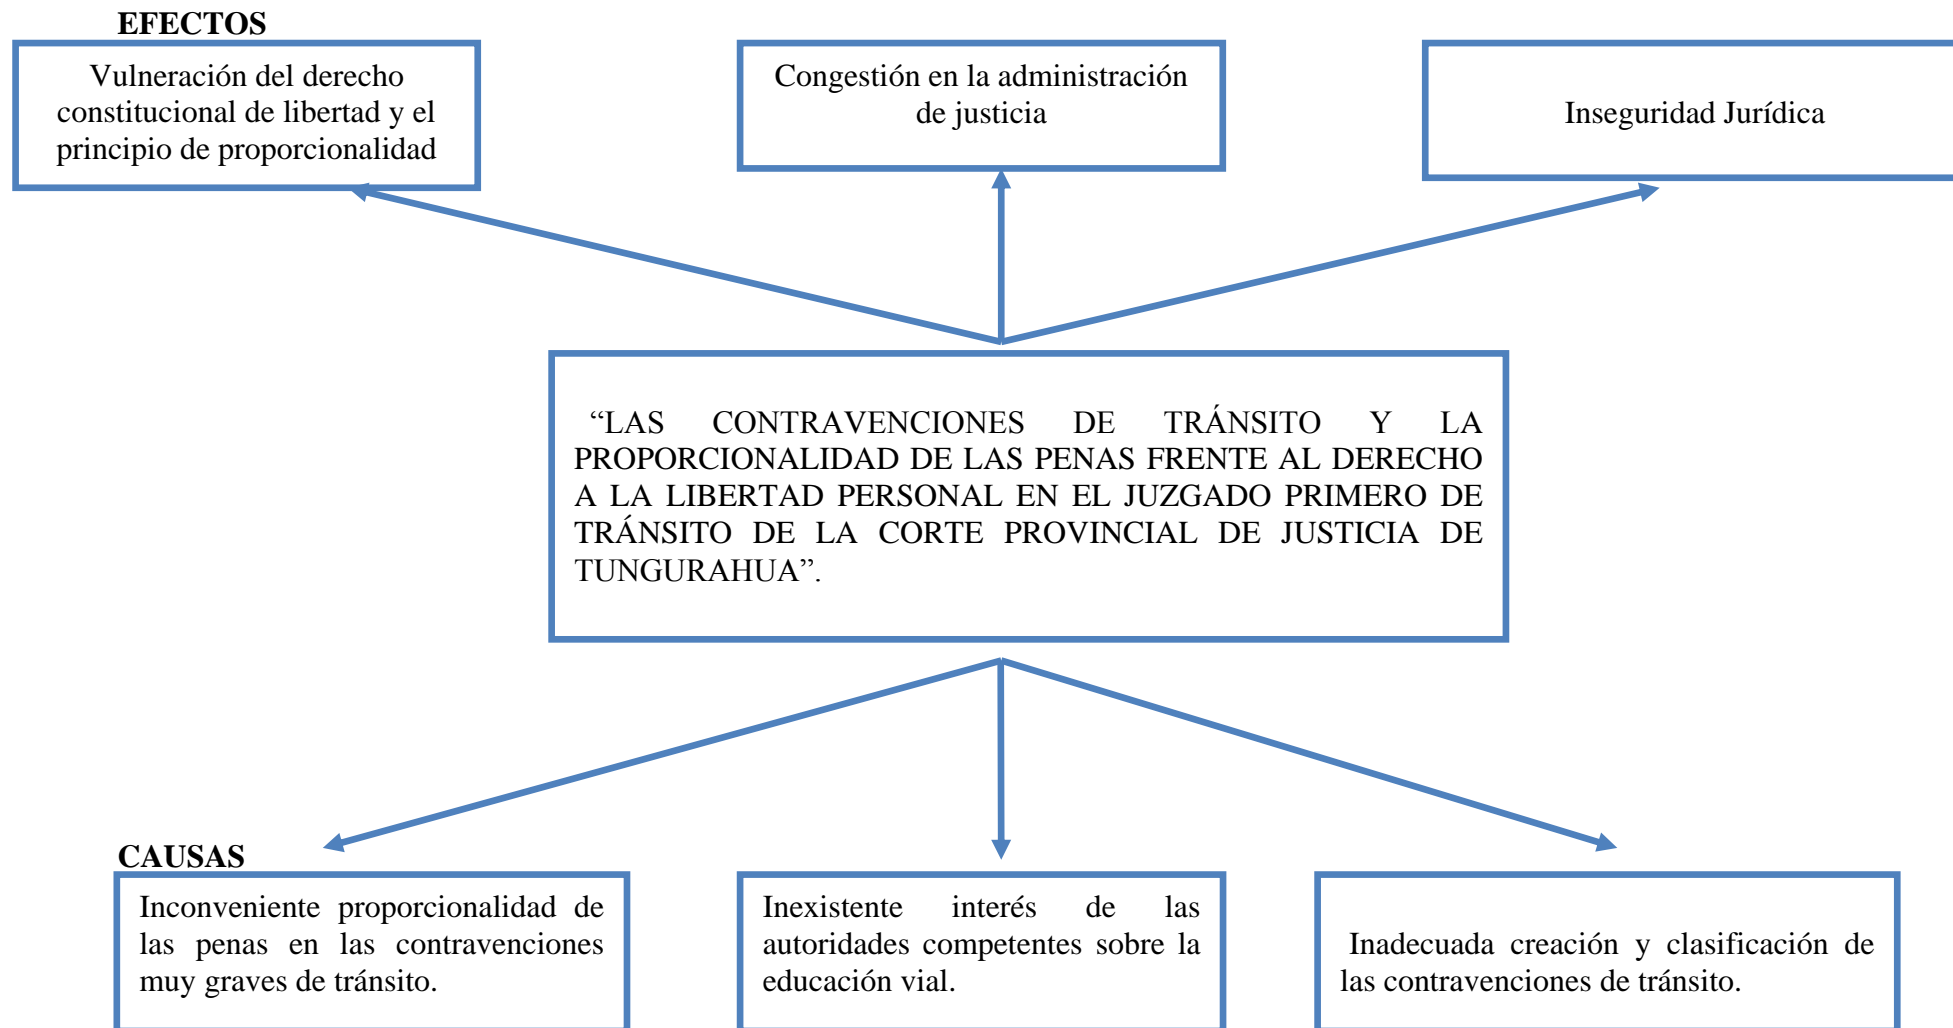 EFECTOS
Vulneración del derecho
constitucional de libertad y el
principio de proporcionalidad
Congestión en la administración
de justicia
Inseguridad Jurídica
“LAS CONTRAVENCIONES DE TRÁNSITO Y LA
PROPORCIONALIDAD DE LAS PENAS FRENTE AL DERECHO
A LA LIBERTAD PERSONAL EN EL JUZGADO PRIMERO DE
TRÁNSITO DE LA CORTE PROVINCIAL DE JUSTICIA DE
TUNGURAHUA”.
CAUSAS
Inconveniente proporcionalidad de
las penas en las contravenciones
muy graves de tránsito.
Inexistente interés de las
autoridades competentes sobre la
educación vial.
Inadecuada creación y clasificación de
las contravenciones de tránsito.